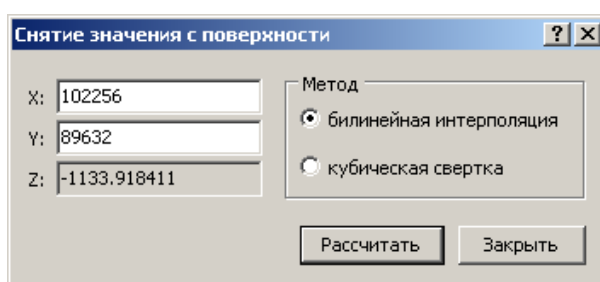 Снятие значения с поверхности
X: 102256
Y: 89632
Z: -1133.918411
Метод
билинейная интерполяция
кубическая свертка
Рассчитать
Закрыть